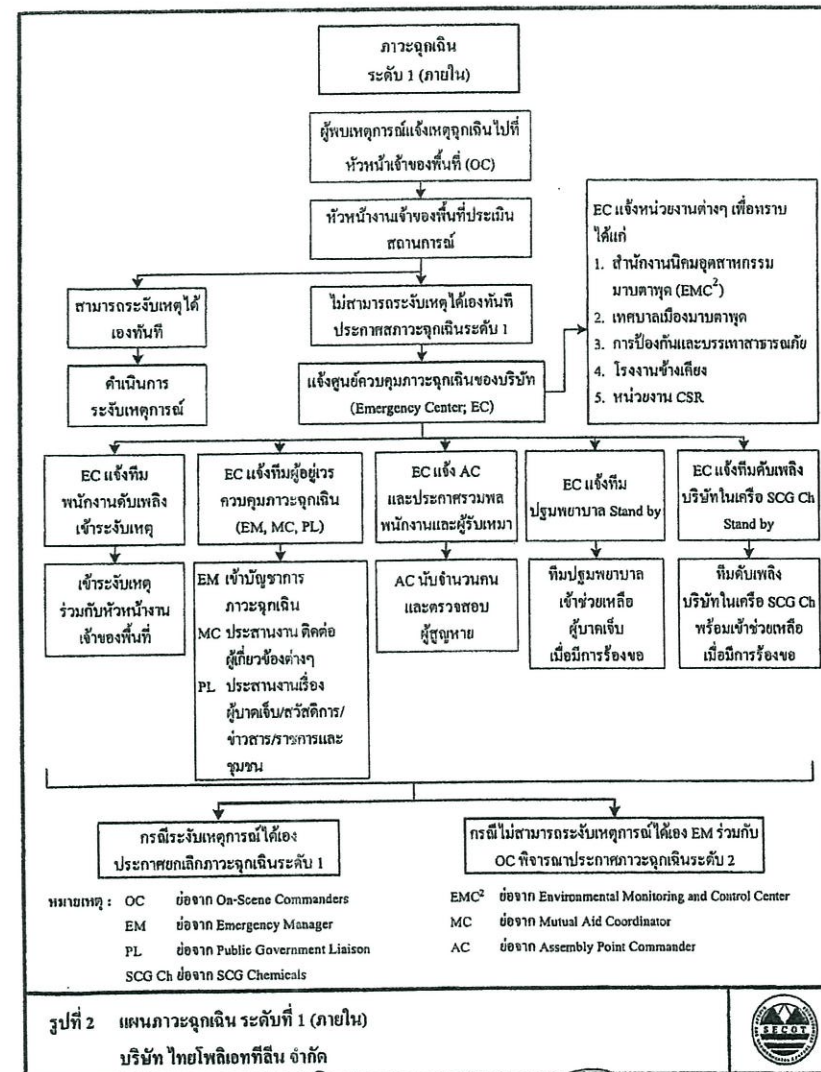 ภาวะฉุกเฉิน
ระดับ 1 (ภายใน)
ผู้พบเหตุการณ์แจ้งเหตุฉุกเฉินไปที่
หัวหน้าเจ้าของพื้นที่ (OC)
หัวหน้างานเจ้าของพื้นที่ประเมิน
สถานการณ์
EC แจ้งหน่วยงานต่างๆ เพื่อทราบ
ได้แก่
1. สำนักงานนิคมอุตสาหกรรม
มาบตาพุด (EMC²)
2. เทศบาลเมืองมาบตาพุด
3. การป้องกันและบรรเทาสาธารณภัย
4. โรงงานข้างเคียง
5. หน่วยงาน CSR
สามารถระงับเหตุได้
เองทันที
ไม่สามารถระงับเหตุได้เองทันที
ประกาศสภาวะฉุกเฉินระดับ 1
ดำเนินการ
ระงับเหตุการณ์
แจ้งศูนย์ควบคุมภาวะฉุกเฉินของบริษัท
(Emergency Center; EC)
EC แจ้งทีม
พนักงานดับเพลิง
เข้าระงับเหตุ
EC แจ้งทีมผู้อยู่เวร
ควบคุมภาวะฉุกเฉิน
(EM, MC, PL)
EC แจ้ง AC
และประกาศรวมพล
พนักงานและผู้รับเหมา
EC แจ้งทีม
ปฐมพยาบาล Stand by
EC แจ้งทีมดับเพลิง
บริษัทในเครือ SCG Ch
Stand by
เข้าระงับเหตุ
ร่วมกับหัวหน้างาน
เจ้าของพื้นที่
EM เข้าบัญชาการ
ภาวะฉุกเฉิน
MC ประสานงาน ติดต่อ
ผู้เกี่ยวข้องต่างๆ
PL ประสานงานเรื่อง
ผู้บาดเจ็บ/สวัสดิการ/
ข่าวสาร/ราชการและ
ชุมชน
AC นับจำนวนคน
และตรวจสอบ
ผู้สูญหาย
ทีมปฐมพยาบาล
เข้าช่วยเหลือ
ผู้บาดเจ็บ
เมื่อมีการร้องขอ
ทีมดับเพลิง
บริษัทในเครือ SCG Ch
พร้อมเข้าช่วยเหลือ
เมื่อมีการร้องขอ
กรณีระงับเหตุการณ์ได้เอง
ประกาศยกเลิกภาวะฉุกเฉินระดับ 1
กรณีไม่สามารถระงับเหตุการณ์ได้เอง EM ร่วมกับ
OC พิจารณาประกาศภาวะฉุกเฉินระดับ 2
หมายเหตุ : OC ย่อจาก On-Scene Commanders
EM ย่อจาก Emergency Manager
PL ย่อจาก Public Government Liaison
SCG Ch ย่อจาก SCG Chemicals
EMC² ย่อจาก Environmental Monitoring and Control Center
MC ย่อจาก Mutual Aid Coordinator
AC ย่อจาก Assembly Point Commander
รูปที่ 2 แผนภาวะฉุกเฉิน ระดับที่ 1 (ภายใน)
บริษัท ไทยโพลิเอททีลีน จำกัด
SECOT